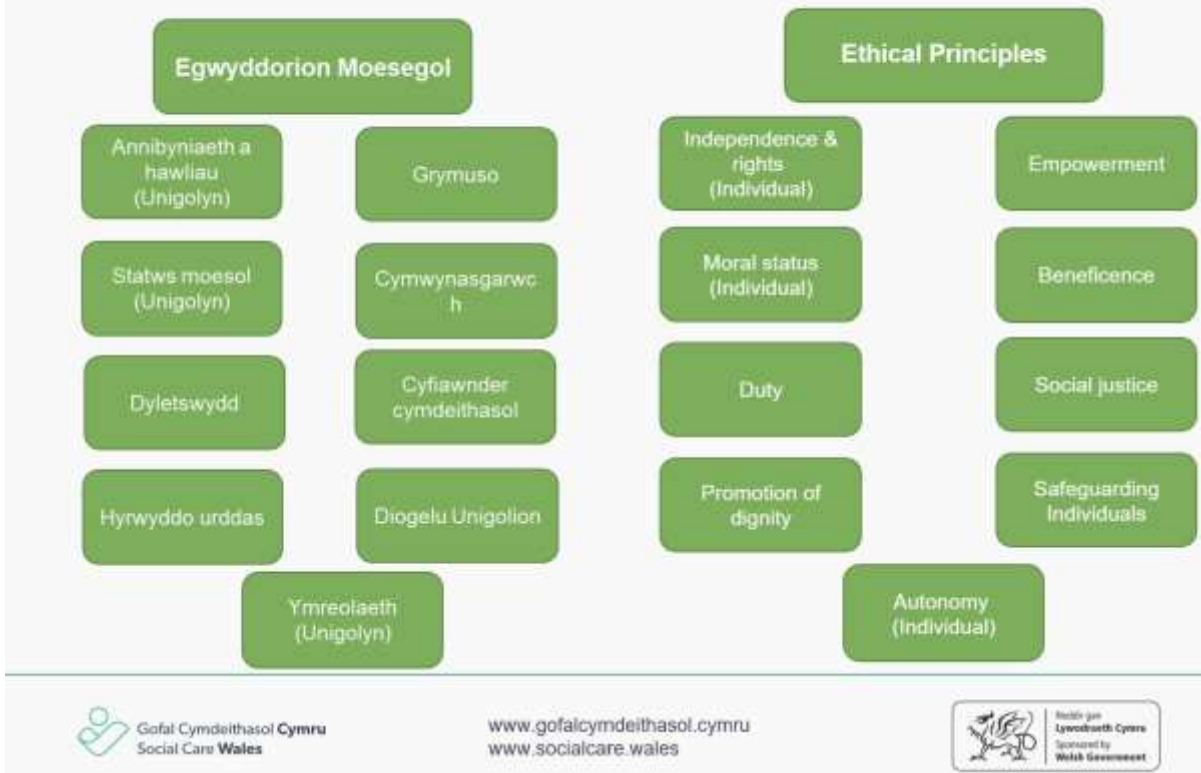 Egwyddorion Moesegol
Annibyniaeth a
hawliau
(Unigolyn)
Grymuso
Statws moesol
(Unigolyn)
Cymwynasgarwc
h
Dyletswydd
Cyfiawnder
cymdeithasol
Hyrwyddo urddas
Diogelu Unigolion
Ymreolaeth
(Unigolyn)
Ethical Principles
Independence &
rights
(Individual)
Empowerment
Moral status
(Individual)
Beneficence
Duty
Social justice
Promotion of
dignity
Safeguarding
Individuals
Autonomy
(Individual)
Gofal Cymdeithasol Cymru
Social Care Wales
www.gofalcymdeithasol.cymru
www.socialcare.wales
Noddir gan
Lywodraeth Cymru
Sponsored by
Welsh Government